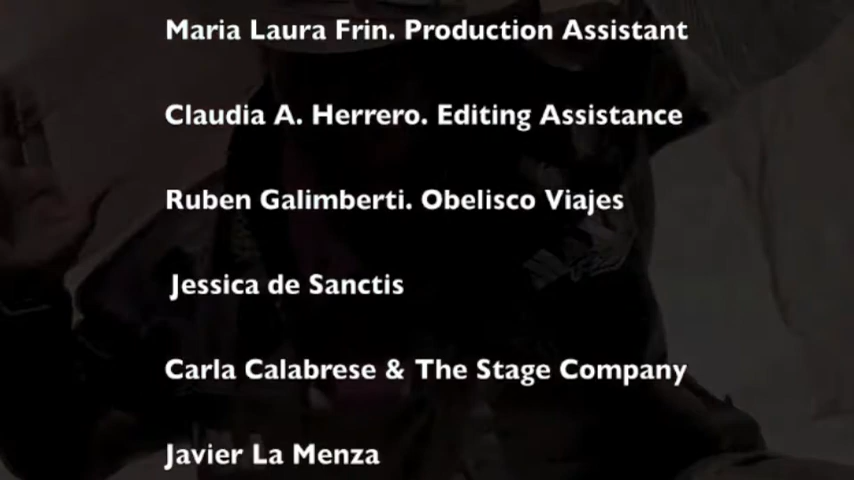 Maria Laura Frin. Production Assistant
Claudia A. Herrero. Editing Assistance
Ruben Galimberti. Obelisco Viajes
Jessica de Sanctis
Carla Calabrese & The Stage Company
Javier La Menza